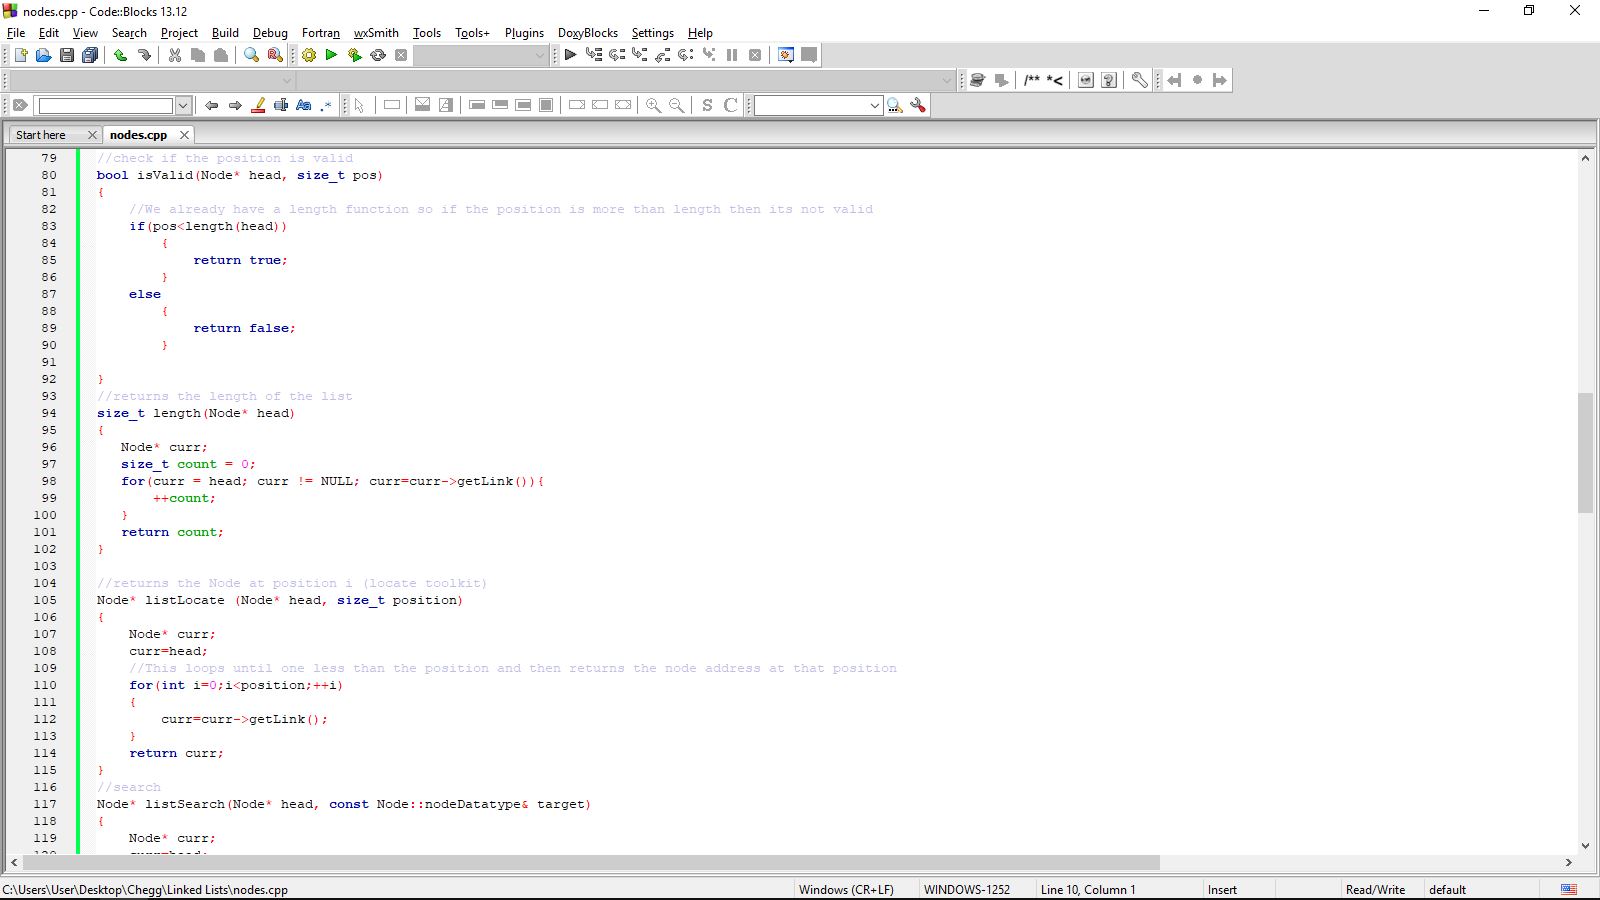 nodes.cpp - Code::Blocks 13.12
File Edit View Search Project Build Debug Fortran wxSmith Tools Tools+ Plugins DoxyBlocks Settings Help
/** *<
Aa .* S C
Start here nodes.cpp
79 //check if the position is valid
80 bool isValid(Node* head, size_t pos)
81 {
82 //We already have a length function so if the position is more than length then its not valid
83 if(pos<length(head))
84 {
85 return true;
86 }
87 else
88 {
89 return false;
90 }
91
92 }
93 //returns the length of the list
94 size_t length(Node* head)
95 {
96 Node* curr;
97 size_t count = 0;
98 for(curr = head; curr != NULL; curr=curr->getLink()){
99 ++count;
100 }
101 return count;
102 }
103
104 //returns the Node at position i (locate toolkit)
105 Node* listLocate (Node* head, size_t position)
106 {
107 Node* curr;
108 curr=head;
109 //This loops until one less than the position and then returns the node address at that position
110 for(int i=0;i<position;++i)
111 {
112 curr=curr->getLink();
113 }
114 return curr;
115 }
116 //search
117 Node* listSearch(Node* head, const Node::nodeDatatype& target)
118 {
119 Node* curr;
C:\Users\User\Desktop\Chegg\Linked Lists\nodes.cpp Windows (CR+LF) WINDOWS-1252 Line 10, Column 1 Insert Read/Write default